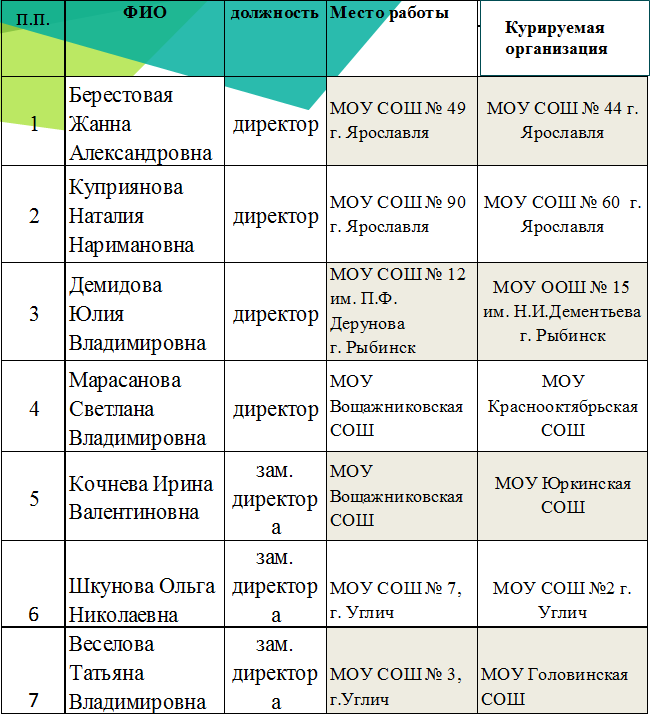 п.п.
ФИО
должность
Место работы
Курируемая
организация
1
Берестовая
Жанна
Александровна
директор
МОУ СОШ № 49
г. Ярославля
МОУ СОШ № 44 г.
Ярославля
2
Куприянова
Наталия
Наримановна
директор
МОУ СОШ № 90
г. Ярославля
МОУ СОШ № 60 г.
Ярославля
3
Демидова
Юлия
Владимировна
директор
МОУ СОШ № 12
им. П.Ф.
Дерунова
г. Рыбинск
МОУ ООШ № 15
им. Н.И.Дементьева
г. Рыбинск
4
Марасанова
Светлана
Владимировна
директор
МОУ
Вощажниковская
СОШ
МОУ
Краснооктябрьская
СОШ
5
Кочнева Ирина
Валентиновна
зам.
директор
а
МОУ
Вощажниковская
СОШ
МОУ Юркинская
СОШ
6
Шкунова Ольга
Николаевна
зам.
директор
а
МОУ СОШ № 7,
г. Углич
МОУ СОШ №2 г.
Углич
7
Веселова
Татьяна
Владимировна
зам.
директор
а
МОУ СОШ № 3,
г.Углич
МОУ Головинская
СОШ